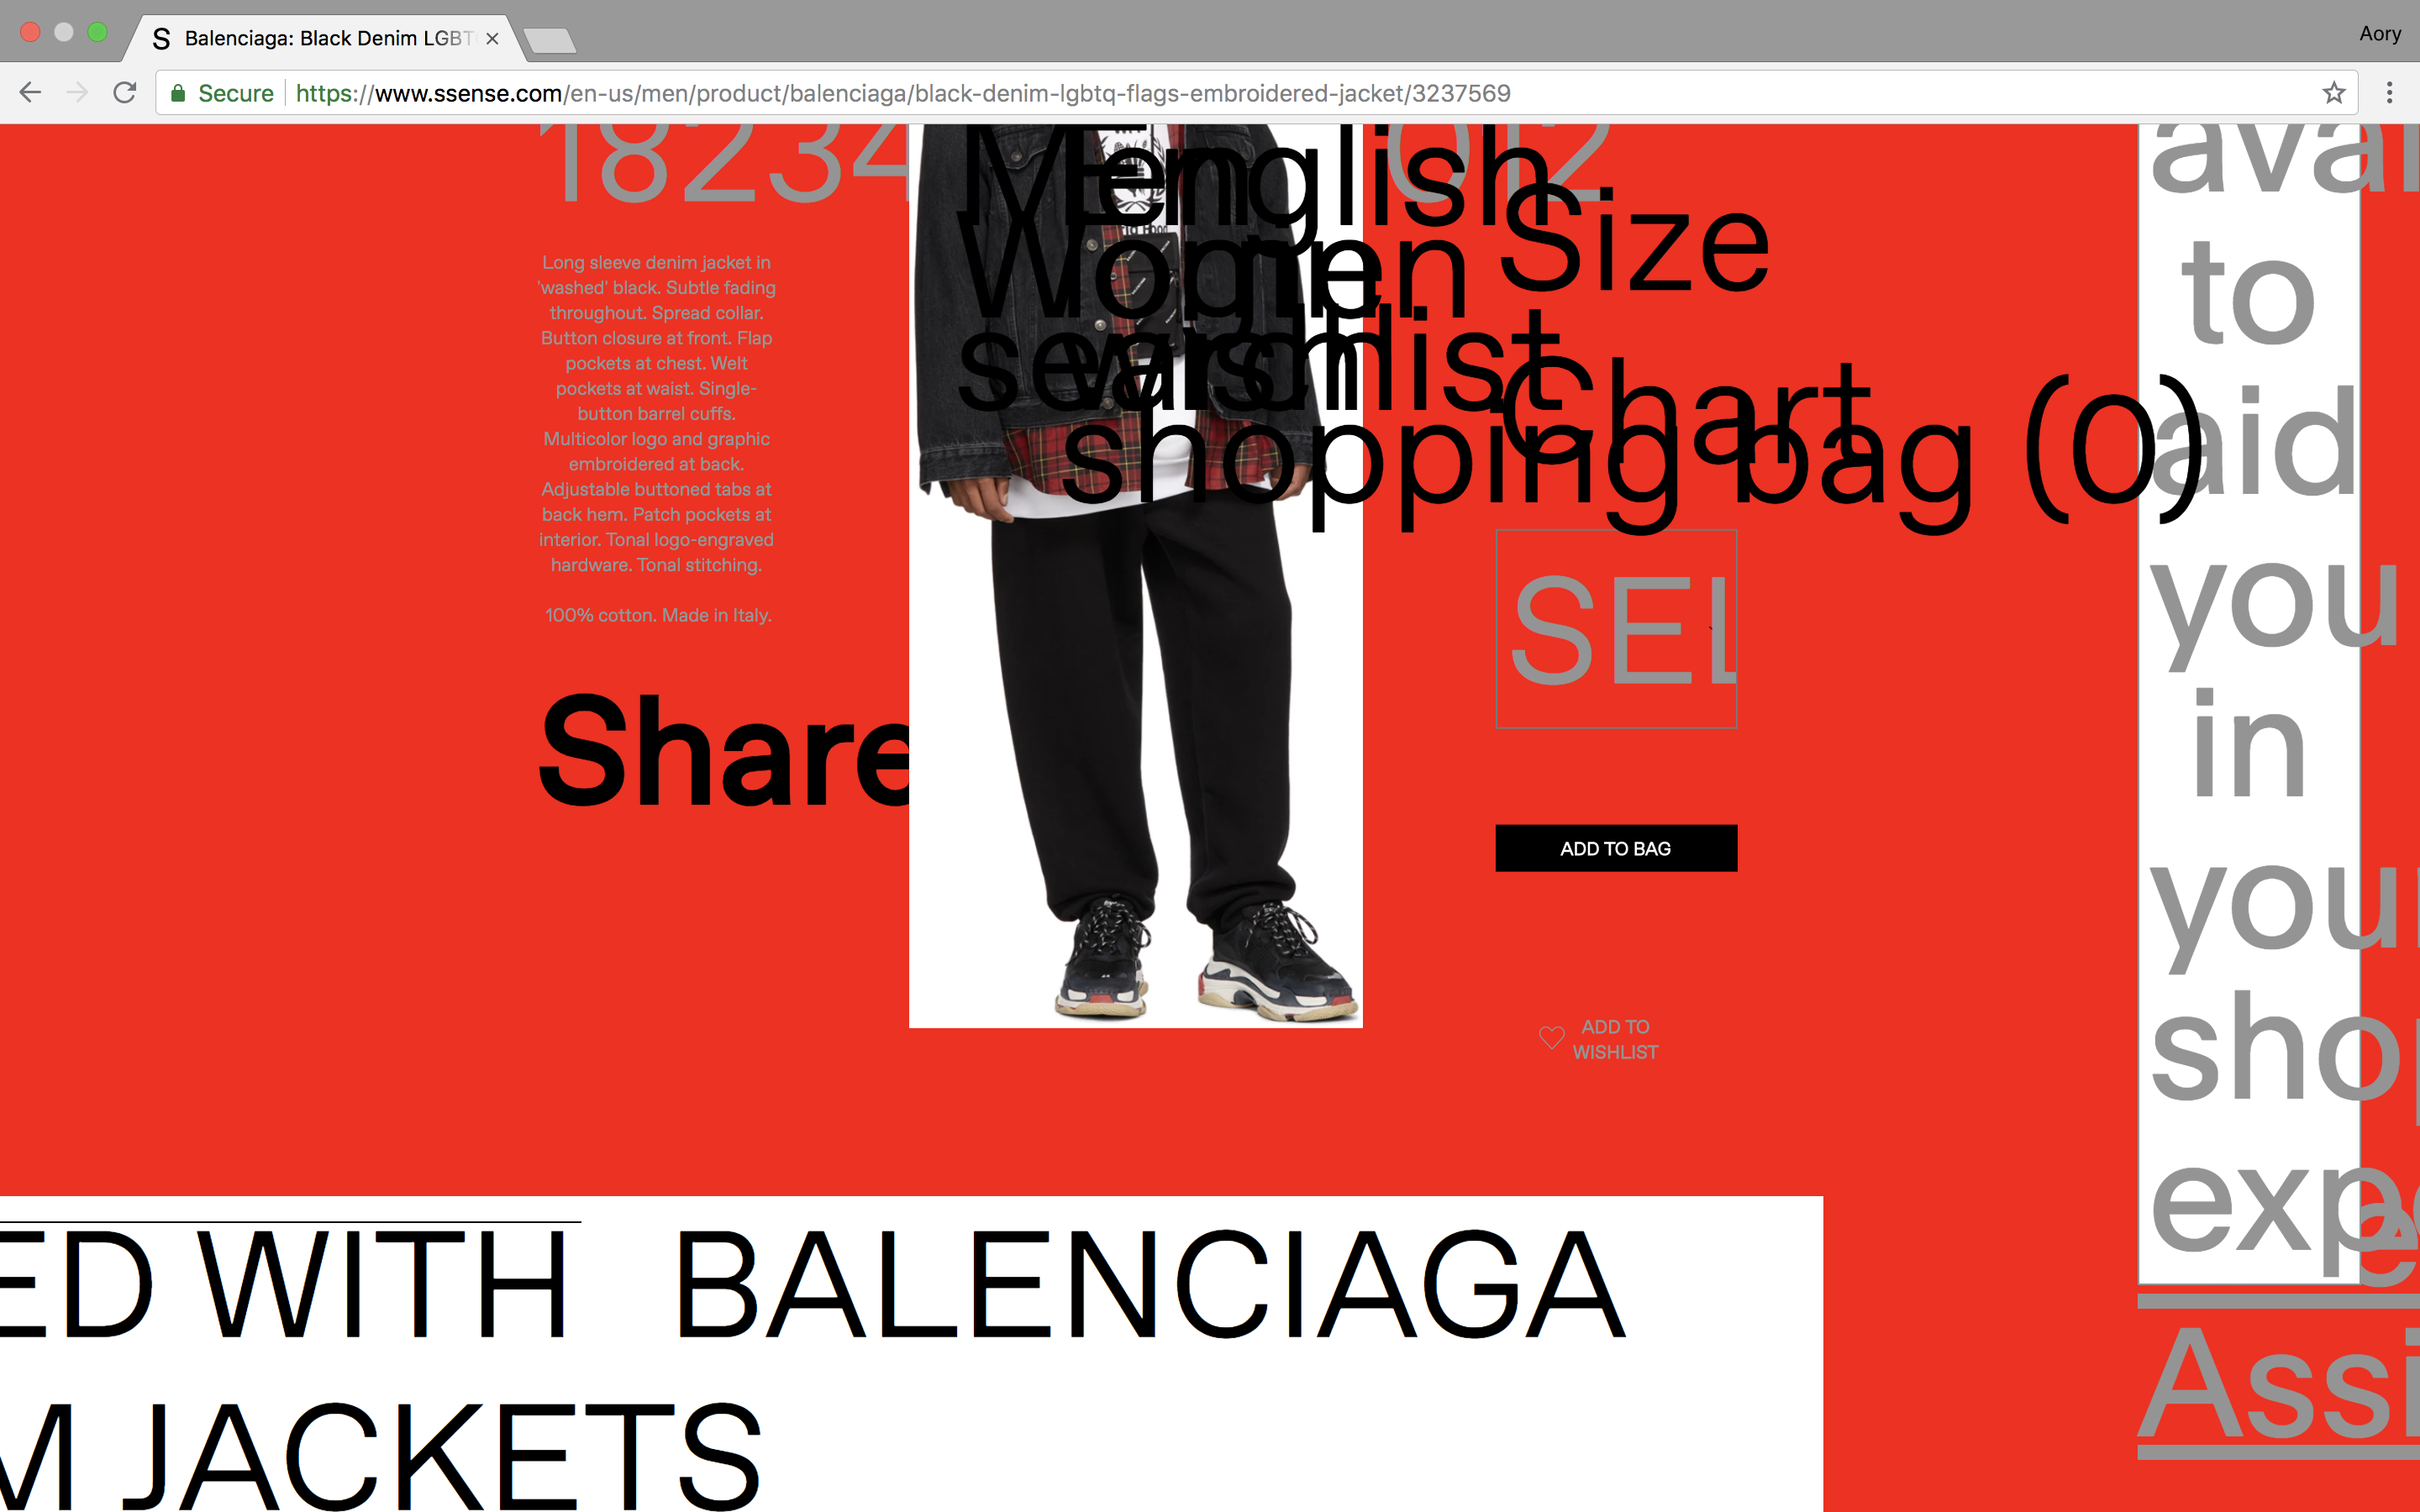 Balenciaga: Black Denim LGBT
Aory
Secure
https://www.ssense.com/en-us/men/product/balenciaga/black-denim-lgbtq-flags-embroidered-jacket/3237569
18234
012
Long sleeve denim jacket in
'washed' black. Subtle fading
throughout. Spread collar.
Button closure at front. Flap
pockets at chest. Welt
pockets at waist. Single-
button barrel cuffs.
Multicolor logo and graphic
embroidered at back.
Adjustable buttoned tabs at
back hem. Patch pockets at
interior. Tonal logo-engraved
hardware. Tonal stitching.
100% cotton. Made in Italy.
Share
Men
Women
search
English
wishlist
shopping bag (0)
Size
Chart
SEL
ADD TO BAG
ADD TO
WISHLIST
avai
to
aid
you
in
your
shop
expe
Assi
ED WITH BALENCIAGA
M JACKETS